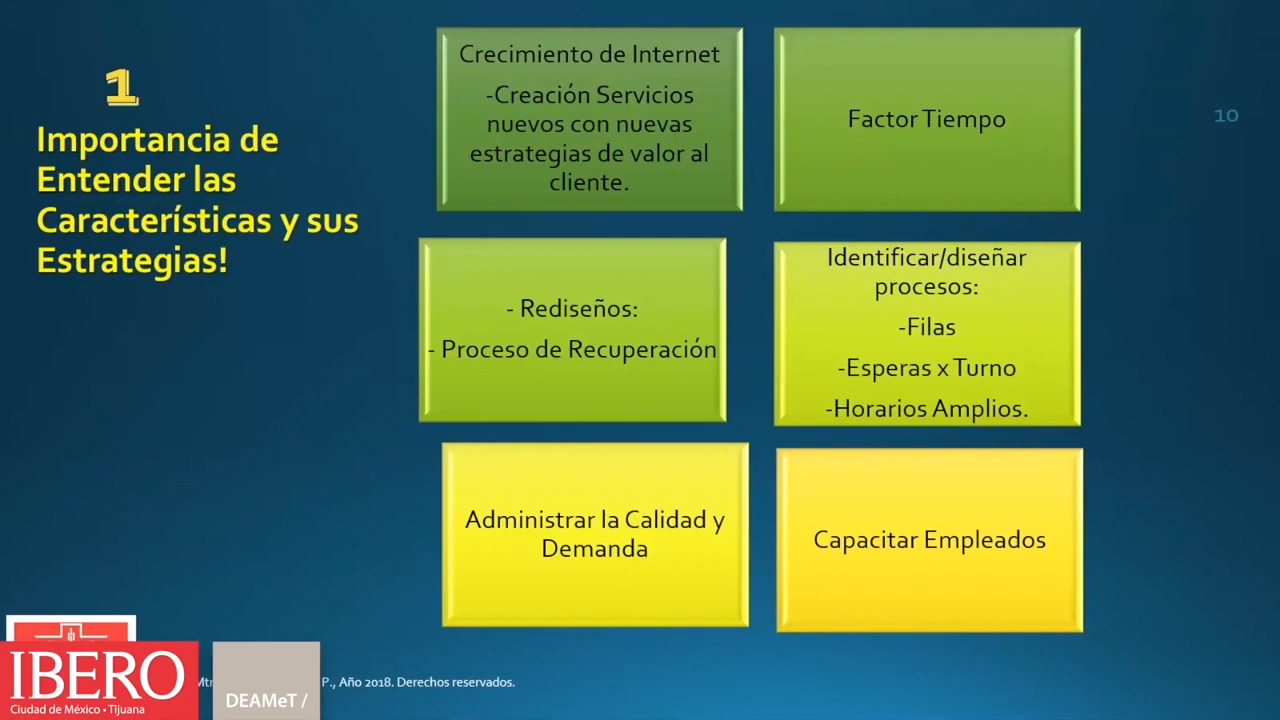 1
Importancia de
Entender las
Características y sus
Estrategias!
Crecimiento de Internet
-Creación Servicios
nuevos con nuevas
estrategias de valor al
cliente.
Factor Tiempo
10
- Rediseños:
- Proceso de Recuperación
Identificar/diseñar
procesos:
-Filas
-Esperas x Turno
-Horarios Amplios.
Administrar la Calidad y
Demanda
Capacitar Empleados
IBERO
Ciudad de México • Tijuana
DEAMeT /
P., Año 2018. Derechos reservados.